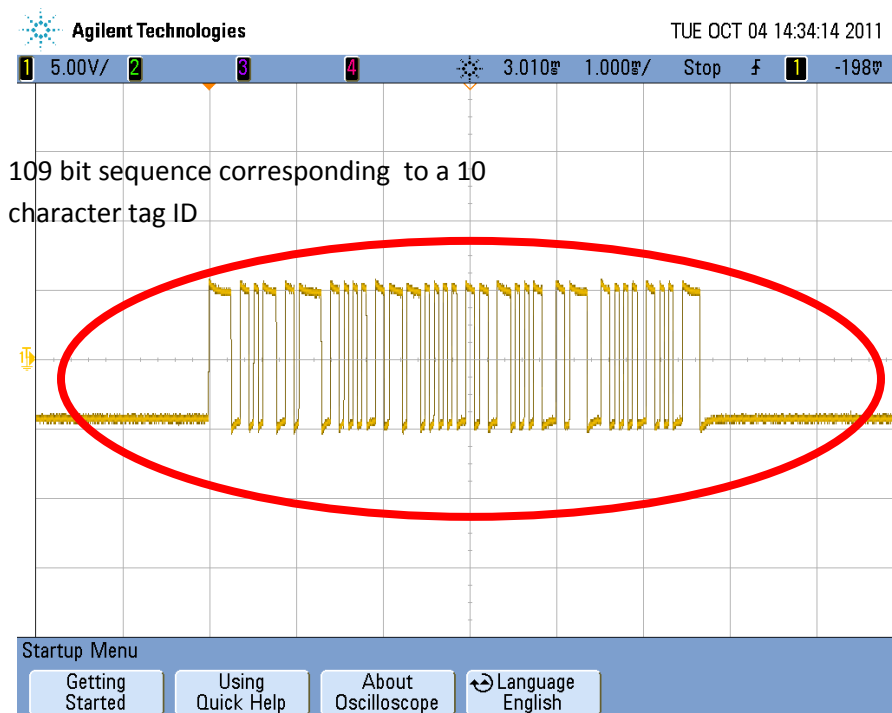 Agilent Technologies TUE OCT 04 14:34:14 2011
1 5.00V/ 2 3 4 3.010ms 1.000ms/ Stop 1 -198mV
109 bit sequence corresponding to a 10
character tag ID
1
Startup Menu
Getting Started
Using Quick Help
About Oscilloscope
Language English